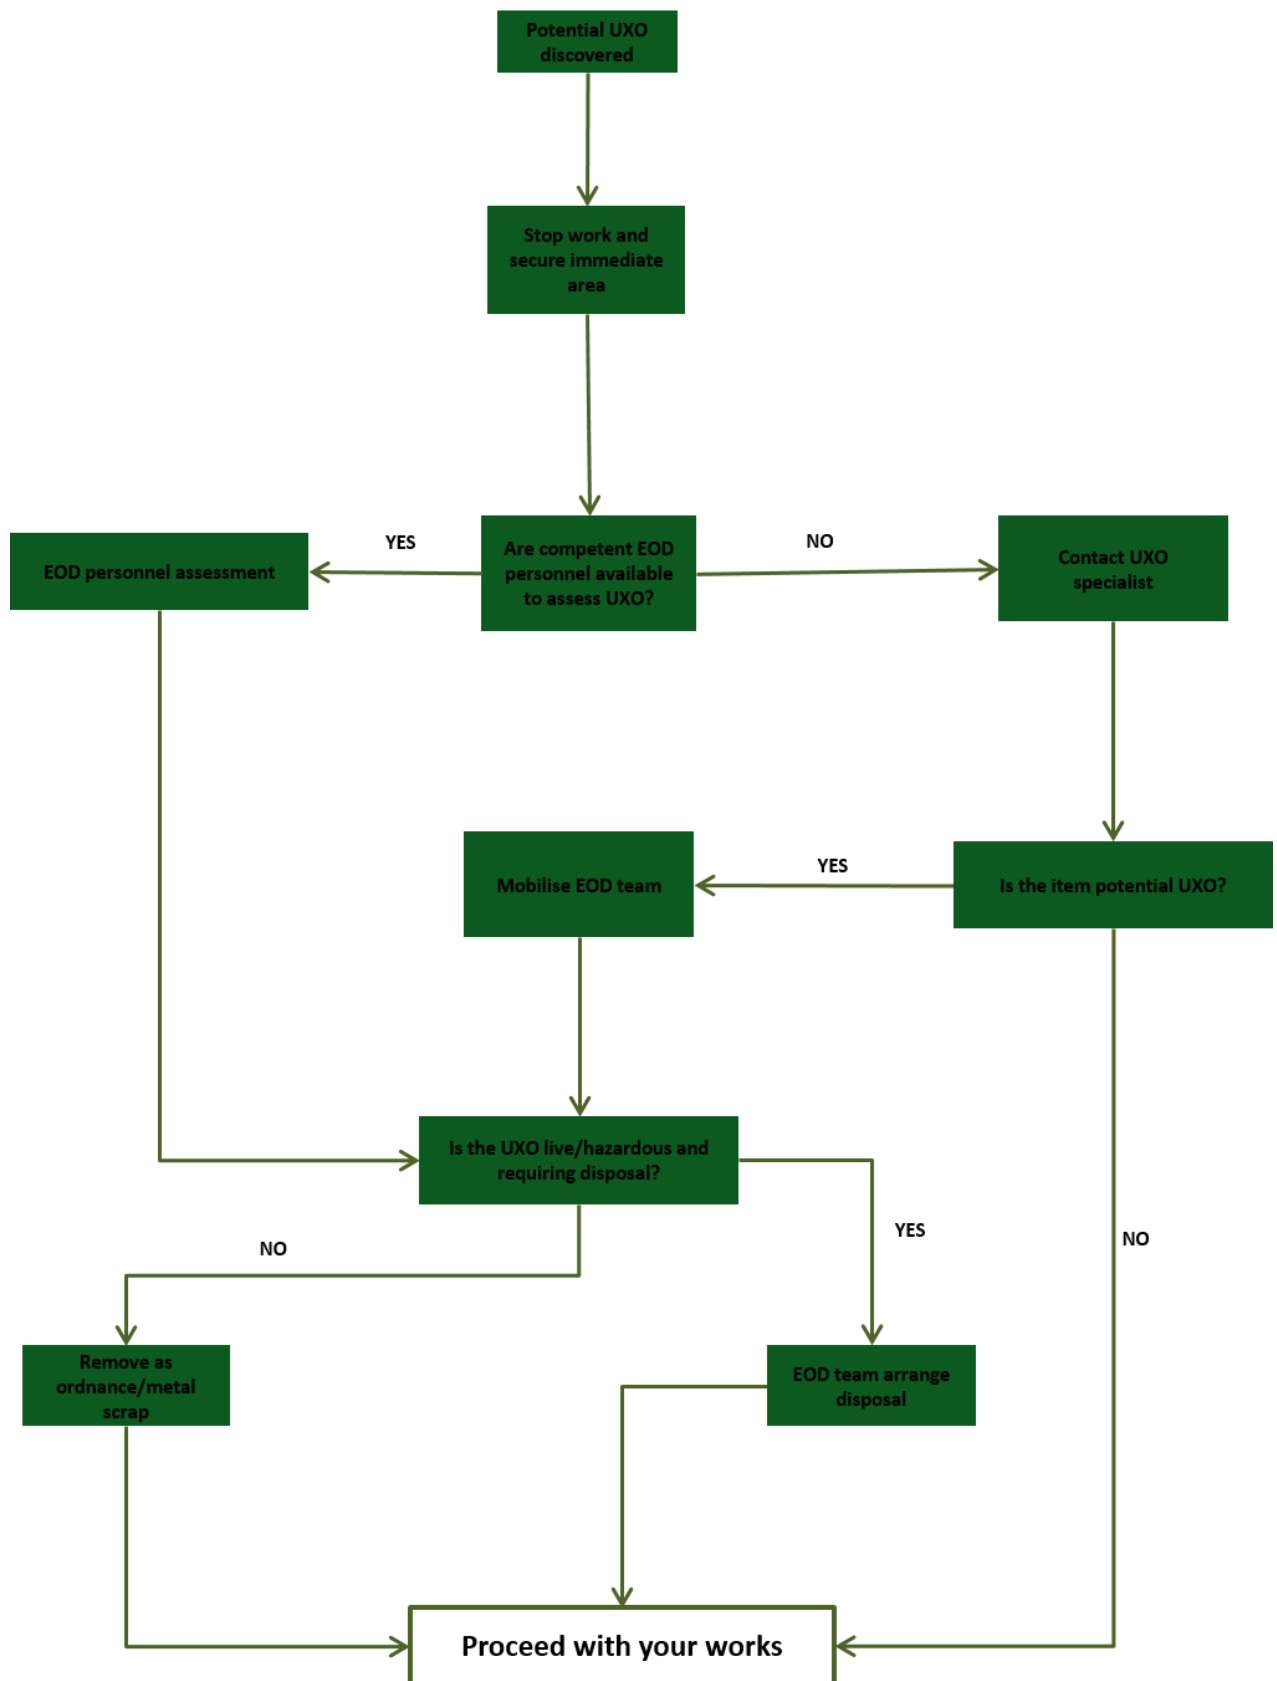 Potential UXO
discovered
Stop work and
secure immediate
area
EOD personnel assessment
YES
Are competent EOD
personnel available
to assess UXO?
NO
Contact UXO
specialist
Mobilise EOD team
YES
Is the item potential UXO?
Is the UXO live/hazardous and
requiring disposal?
NO
YES
NO
Remove as
ordnance/metal
scrap
EOD team arrange
disposal
Proceed with your works